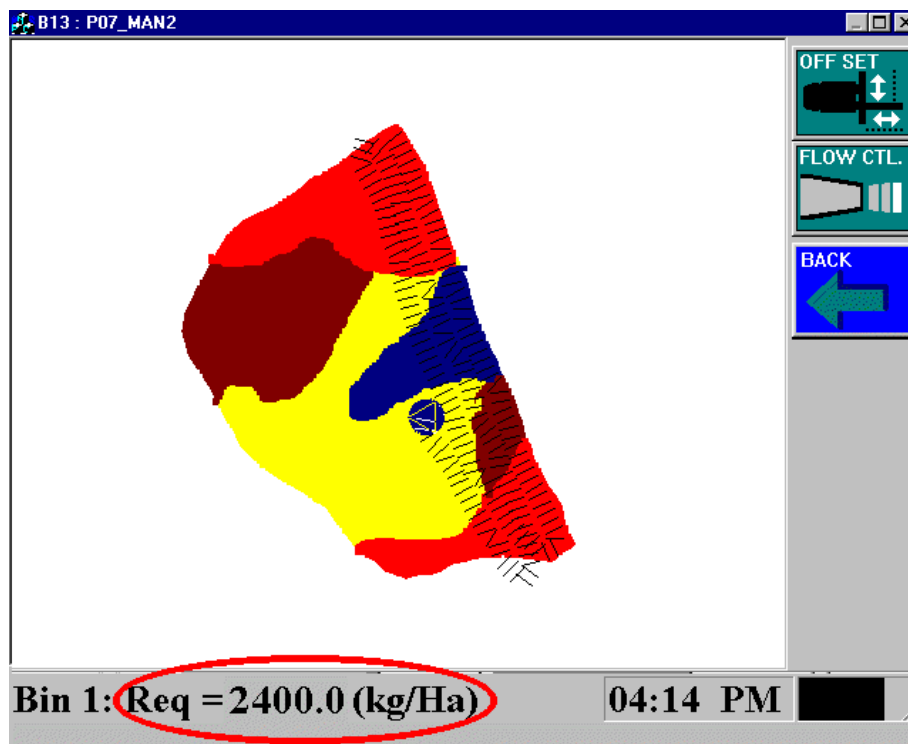 B13 : P07_MAN2
OFF SET
FLOW CTL.
BACK
Bin 1: Req = 2400.0 (kg/Ha) 04:14 PM